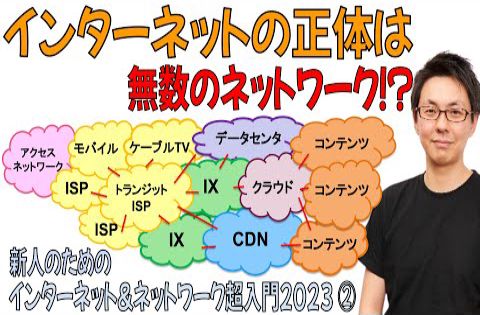 インターネットの正体は
無数のネットワーク!?
アクセス
ネットワーク
モバイル
ケーブルTV
データセンタ
コンテンツ
ISP
トランジット
ISP
IX
クラウド
コンテンツ
ISP
IX
CDN
コンテンツ
新人のための
インターネット&ネットワーク超入門2023 ②